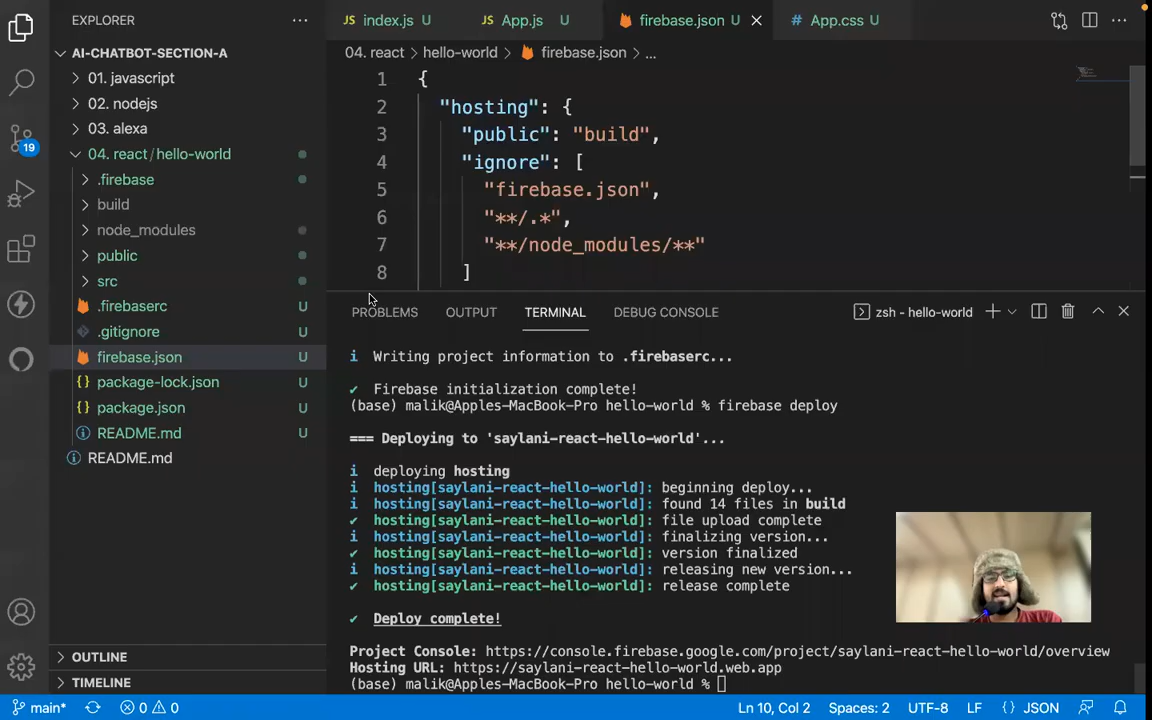 EXPLORER
AI-CHATBOT-SECTION-A
01. javascript
02. nodejs
03. alexa
04. react / hello-world
.firebase
build
node_modules
public
src
.firebaserc U
.gitignore U
firebase.json U
package-lock.json U
package.json U
README.md U
README.md
OUTLINE
TIMELINE
19
JS index.js U JS App.js U firebase.json U # App.css U
04. react > hello-world > firebase.json > ...
1 {
2 "hosting": {
3 "public": "build",
4 "ignore": [
5 "firebase.json",
6 "**/.*",
7 "**/node_modules/**"
8 ]
PROBLEMS OUTPUT TERMINAL DEBUG CONSOLE zsh - hello-world
i Writing project information to .firebaserc...
✔ Firebase initialization complete!
(base) malik@Apples-MacBook-Pro hello-world % firebase deploy
=== Deploying to 'saylani-react-hello-world'...
i deploying hosting
i hosting[saylani-react-hello-world]: beginning deploy...
i hosting[saylani-react-hello-world]: found 14 files in build
✔ hosting[saylani-react-hello-world]: file upload complete
i hosting[saylani-react-hello-world]: finalizing version...
✔ hosting[saylani-react-hello-world]: version finalized
i hosting[saylani-react-hello-world]: releasing new version...
✔ hosting[saylani-react-hello-world]: release complete
✔ Deploy complete!
Project Console: https://console.firebase.google.com/project/saylani-react-hello-world/overview
Hosting URL: https://saylani-react-hello-world.web.app
(base) malik@Apples-MacBook-Pro hello-world %
main* 0 0 Ln 10, Col 2 Spaces: 2 UTF-8 LF {} JSON